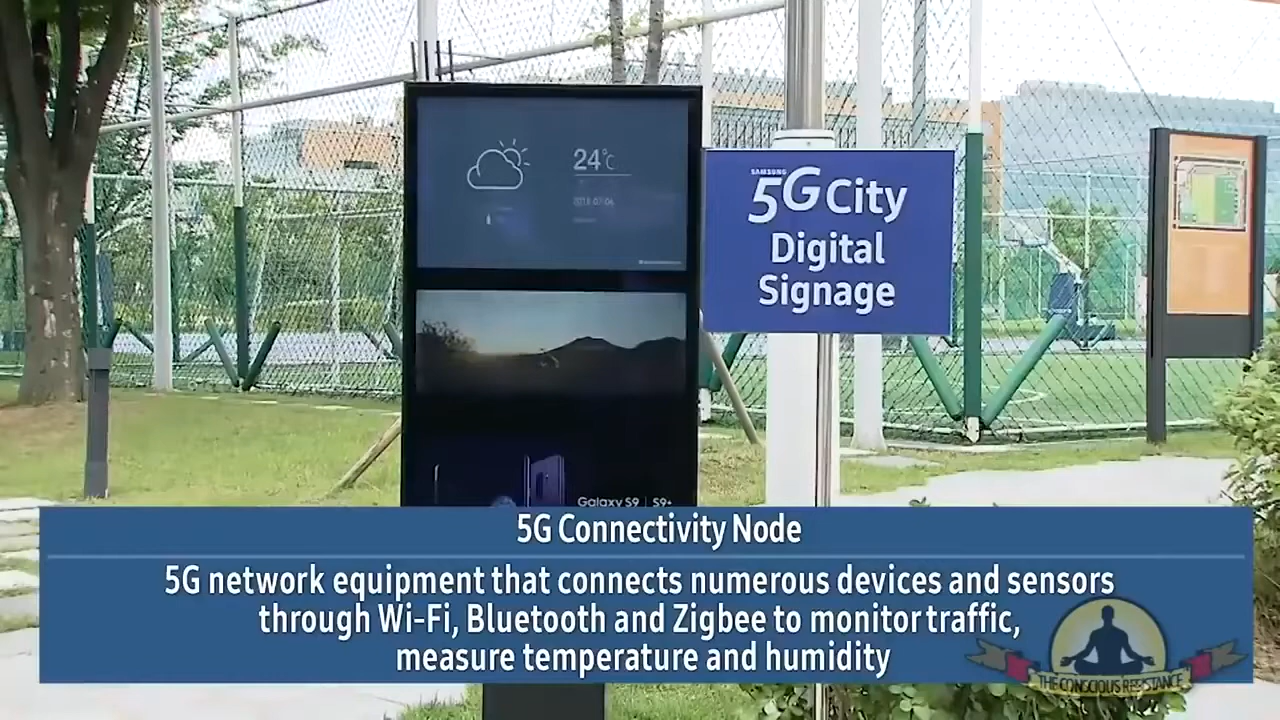 24°C
SAMSUNG
5G City
Digital
Signage
Galaxy S9 | S9+
5G Connectivity Node
5G network equipment that connects numerous devices and sensors
through Wi-Fi, Bluetooth and Zigbee to monitor traffic,
measure temperature and humidity
THE CONSCIOUS RESISTANCE